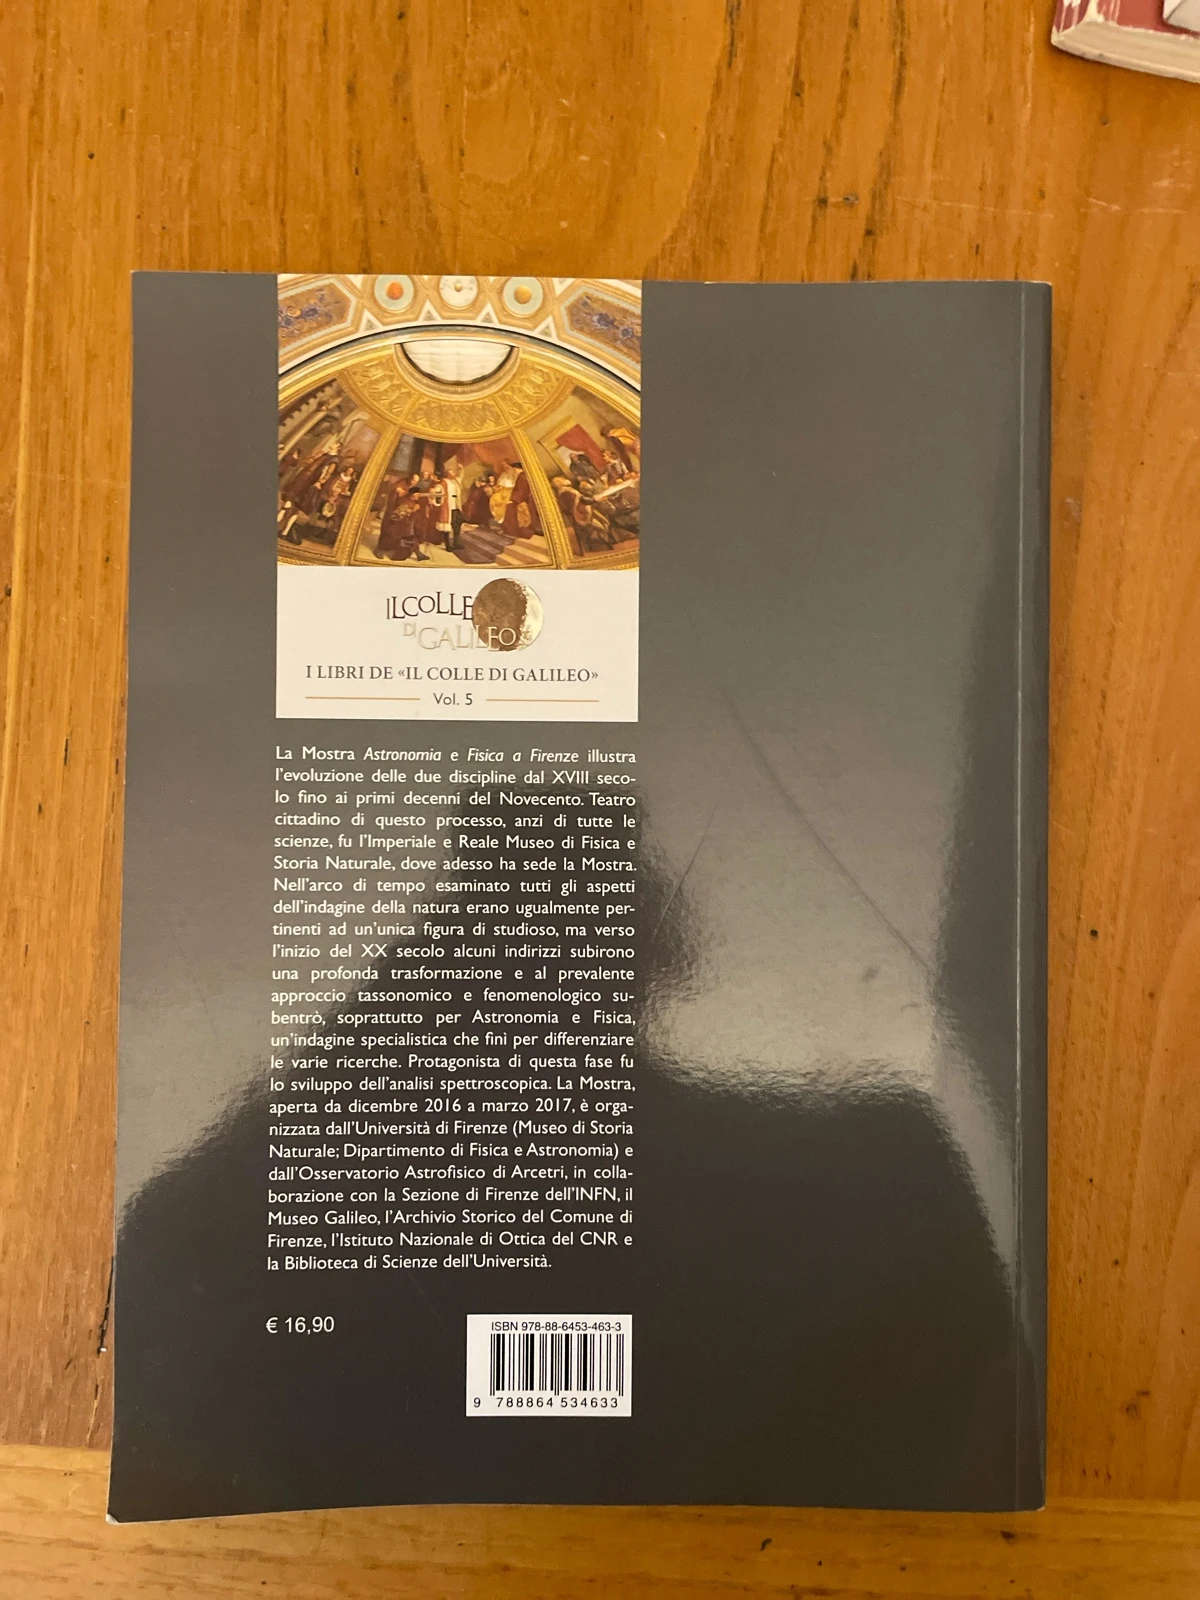 IL COLLE
DI GALILEO
I LIBRI DE «IL COLLE DI GALILEO»
Vol. 5
La Mostra Astronomia e Fisica a Firenze illustra
l'evoluzione delle due discipline dal XVIII seco-
lo fino ai primi decenni del Novecento. Teatro
cittadino di questo processo, anzi di tutte le
scienze, fu l'Imperiale e Reale Museo di Fisica e
Storia Naturale, dove adesso ha sede la Mostra.
Nell'arco di tempo esaminato tutti gli aspetti
dell'indagine della natura erano ugualmente per-
tinenti ad un'unica figura di studioso, ma verso
l'inizio del XX secolo alcuni indirizzi subirono
una profonda trasformazione e al prevalente
approccio tassonomico e fenomenologico su-
bentrò, soprattutto per Astronomia e Fisica,
un'indagine specialistica che finì per differenziare
le varie ricerche. Protagonista di questa fase fu
lo sviluppo dell'analisi spettroscopica. La Mostra,
aperta da dicembre 2016 a marzo 2017, è orga-
nizzata dall'Università di Firenze (Museo di Storia
Naturale; Dipartimento di Fisica e Astronomia) e
dall'Osservatorio Astrofisico di Arcetri, in colla-
borazione con la Sezione di Firenze dell'INFN, il
Museo Galileo, l'Archivio Storico del Comune di
Firenze, l'Istituto Nazionale di Ottica del CNR e
la Biblioteca di Scienze dell'Università.
€ 16,90
ISBN 978-88-6453-463-3
9 788864 534633